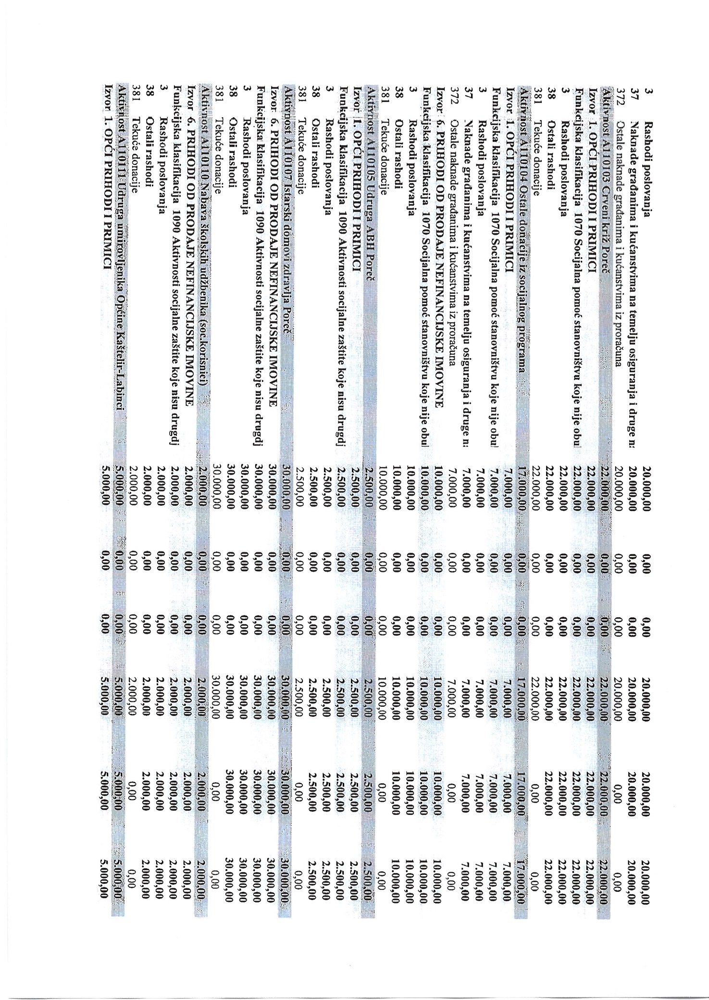 3 Rashodi poslovanja 20.000,00 0,00 0,00 20.000,00 20.000,00 20.000,00
37 Naknade građanima i kućanstvima na temelju osiguranja i druge n: 20.000,00 0,00 0,00 20.000,00 20.000,00 20.000,00
372 Ostale naknade građanima i kućanstvima iz proračuna 20.000,00 0,00 0,00 20.000,00 0,00 0,00
Aktivnost A110103 Crveni križ Poreč 22.000,00 0,00 0,00 22.000,00 22.000,00 22.000,00
Izvor 1. OPĆI PRIHODI I PRIMICI 22.000,00 0,00 0,00 22.000,00 22.000,00 22.000,00
Funkcijska klasifikacija 1070 Socijalna pomoć stanovništvu koje nije obu 22.000,00 0,00 0,00 22.000,00 22.000,00 22.000,00
3 Rashodi poslovanja 22.000,00 0,00 0,00 22.000,00 22.000,00 22.000,00
38 Ostali rashodi 22.000,00 0,00 0,00 22.000,00 22.000,00 22.000,00
381 Tekuće donacije 22.000,00 0,00 0,00 22.000,00 0,00 0,00
Aktivnost A110104 Ostale donacije iz socijalnog programa 17.000,00 0,00 0,00 17.000,00 17.000,00 17.000,00
Izvor 1. OPĆI PRIHODI I PRIMICI 7.000,00 0,00 0,00 7.000,00 7.000,00 7.000,00
Funkcijska klasifikacija 1070 Socijalna pomoć stanovništvu koje nije obu 7.000,00 0,00 0,00 7.000,00 7.000,00 7.000,00
3 Rashodi poslovanja 7.000,00 0,00 0,00 7.000,00 7.000,00 7.000,00
37 Naknade građanima i kućanstvima na temelju osiguranja i druge n: 7.000,00 0,00 0,00 7.000,00 7.000,00 7.000,00
372 Ostale naknade građanima i kućanstvima iz proračuna 7.000,00 0,00 0,00 7.000,00 0,00 0,00
Izvor 6. PRIHODI OD PRODAJE NEFINANCIJSKE IMOVINE 10.000,00 0,00 0,00 10.000,00 10.000,00 10.000,00
Funkcijska klasifikacija 1070 Socijalna pomoć stanovništvu koje nije obu 10.000,00 0,00 0,00 10.000,00 10.000,00 10.000,00
3 Rashodi poslovanja 10.000,00 0,00 0,00 10.000,00 10.000,00 10.000,00
38 Ostali rashodi 10.000,00 0,00 0,00 10.000,00 10.000,00 10.000,00
381 Tekuće donacije 10.000,00 0,00 0,00 10.000,00 0,00 0,00
Aktivnost A110105 Udruga ABH Poreč 2.500,00 0,00 0,00 2.500,00 2.500,00 2.500,00
Izvor 1. OPĆI PRIHODI I PRIMICI 2.500,00 0,00 0,00 2.500,00 2.500,00 2.500,00
Funkcijska klasifikacija 1090 Aktivnosti socijalne zaštite koje nisu drugdj 2.500,00 0,00 0,00 2.500,00 2.500,00 2.500,00
3 Rashodi poslovanja 2.500,00 0,00 0,00 2.500,00 2.500,00 2.500,00
38 Ostali rashodi 2.500,00 0,00 0,00 2.500,00 2.500,00 2.500,00
381 Tekuće donacije 2.500,00 0,00 0,00 2.500,00 0,00 0,00
Aktivnost A110107 Istarski domovi zdravlja Poreč 30.000,00 0,00 0,00 30.000,00 30.000,00 30.000,00
Izvor 6. PRIHODI OD PRODAJE NEFINANCIJSKE IMOVINE 30.000,00 0,00 0,00 30.000,00 30.000,00 30.000,00
Funkcijska klasifikacija 1090 Aktivnosti socijalne zaštite koje nisu drugdj 30.000,00 0,00 0,00 30.000,00 30.000,00 30.000,00
3 Rashodi poslovanja 30.000,00 0,00 0,00 30.000,00 30.000,00 30.000,00
38 Ostali rashodi 30.000,00 0,00 0,00 30.000,00 30.000,00 30.000,00
381 Tekuće donacije 30.000,00 0,00 0,00 30.000,00 0,00 0,00
Aktivnost A110110 Nabava školskih udžbenika (soc.korisnici) 2.000,00 0,00 0,00 2.000,00 2.000,00 2.000,00
Izvor 6. PRIHODI OD PRODAJE NEFINANCIJSKE IMOVINE 2.000,00 0,00 0,00 2.000,00 2.000,00 2.000,00
Funkcijska klasifikacija 1090 Aktivnosti socijalne zaštite koje nisu drugdj 2.000,00 0,00 0,00 2.000,00 2.000,00 2.000,00
3 Rashodi poslovanja 2.000,00 0,00 0,00 2.000,00 2.000,00 2.000,00
38 Ostali rashodi 2.000,00 0,00 0,00 2.000,00 2.000,00 2.000,00
381 Tekuće donacije 2.000,00 0,00 0,00 2.000,00 0,00 0,00
Aktivnost A110111 Udruga umirovljenika Općine Kaštelir-Labinci 5.000,00 0,00 0,00 5.000,00 5.000,00 5.000,00
Izvor 1. OPĆI PRIHODI I PRIMICI 5.000,00 0,00 0,00 5.000,00 5.000,00 5.000,00